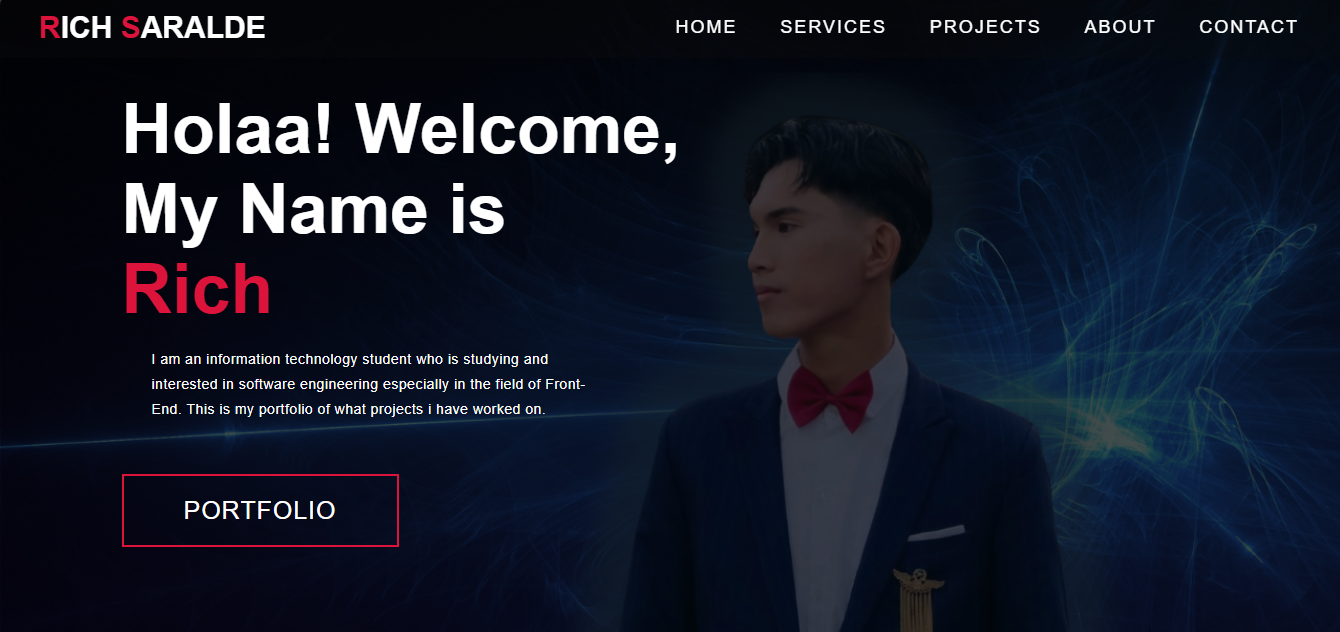 RICH SARALDE
HOME SERVICES PROJECTS ABOUT CONTACT
Holaa! Welcome,
My Name is
Rich
I am an information technology student who is studying and
interested in software engineering especially in the field of Front-
End. This is my portfolio of what projects i have worked on.
PORTFOLIO